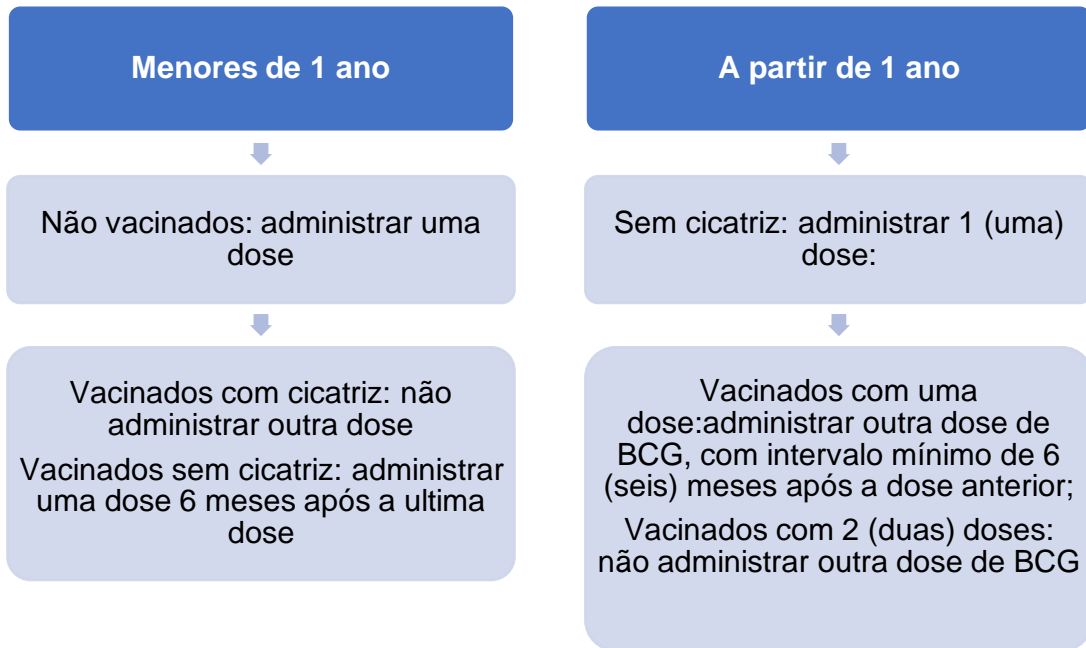 Menores de 1 ano
Não vacinados: administrar uma
dose
Vacinados com cicatriz: não
administrar outra dose
Vacinados sem cicatriz: administrar
uma dose 6 meses após a ultima
dose
A partir de 1 ano
Sem cicatriz: administrar 1 (uma)
dose:
Vacinados com uma
dose:administrar outra dose de
BCG, com intervalo mínimo de 6
(seis) meses após a dose anterior;
Vacinados com 2 (duas) doses:
não administrar outra dose de BCG